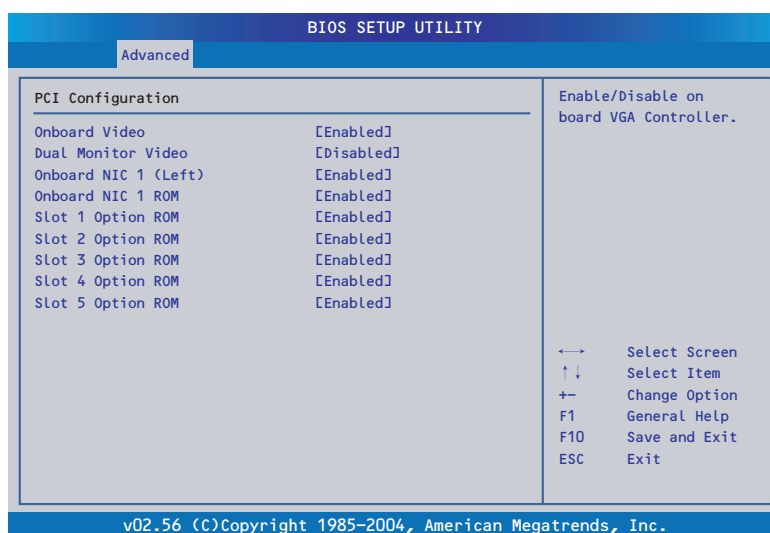 BIOS SETUP UTILITY
Advanced
PCI Configuration
Onboard Video [Enabled]
Dual Monitor Video [Disabled]
Onboard NIC 1 (Left) [Enabled]
Onboard NIC 1 ROM [Enabled]
Slot 1 Option ROM [Enabled]
Slot 2 Option ROM [Enabled]
Slot 3 Option ROM [Enabled]
Slot 4 Option ROM [Enabled]
Slot 5 Option ROM [Enabled]
Enable/Disable on
board VGA Controller.
←→ Select Screen
↑↓ Select Item
+− Change Option
F1 General Help
F10 Save and Exit
ESC Exit
v02.56 (C)Copyright 1985-2004, American Megatrends, Inc.